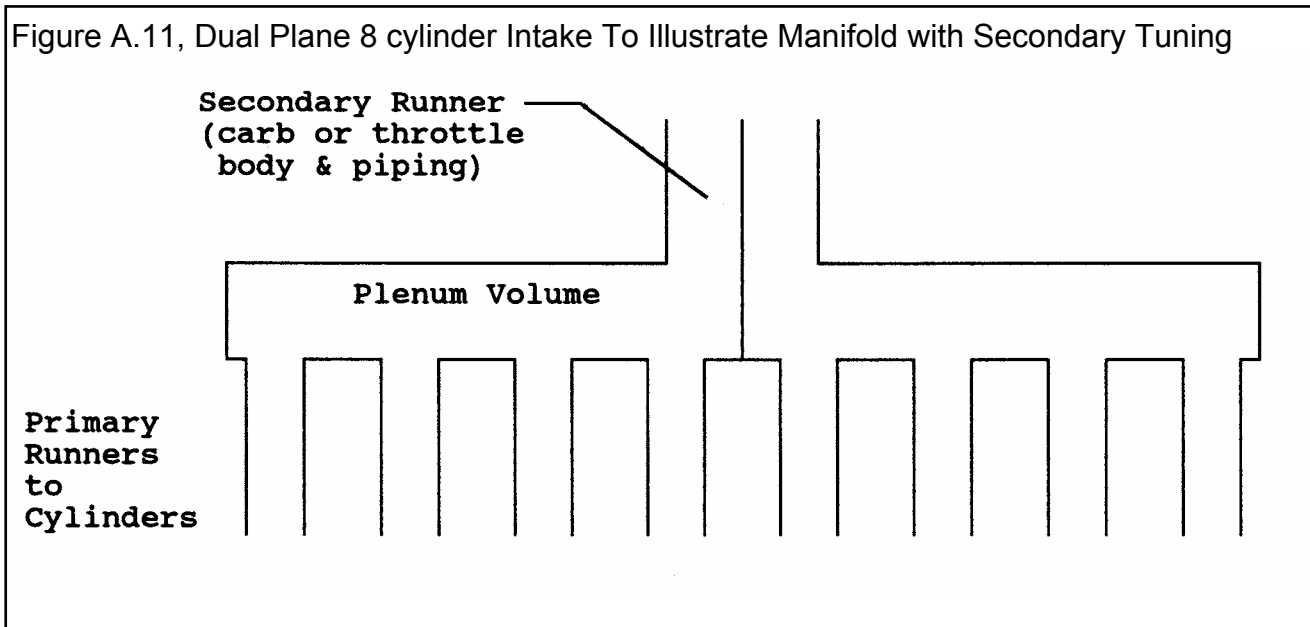 Figure A.11, Dual Plane 8 cylinder Intake To Illustrate Manifold with Secondary Tuning
Secondary Runner
(carb or throttle
body & piping)
Plenum Volume
Primary
Runners
to
Cylinders